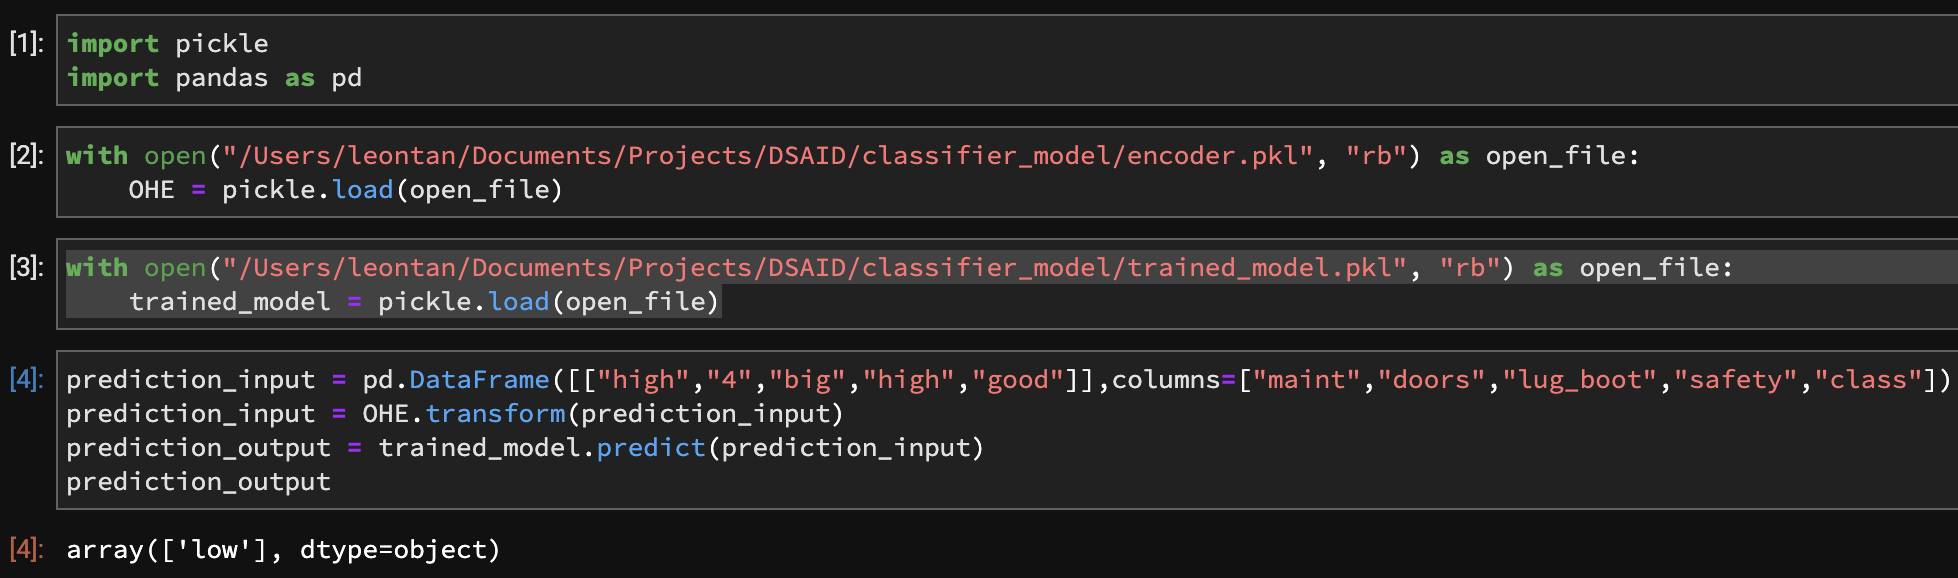 [1]: import pickle
import pandas as pd
[2]: with open("/Users/leontan/Documents/Projects/DSAID/classifier_model/encoder.pkl", "rb") as open_file:
    OHE = pickle.load(open_file)
[3]: with open("/Users/leontan/Documents/Projects/DSAID/classifier_model/trained_model.pkl", "rb") as open_file:
    trained_model = pickle.load(open_file)
[4]: prediction_input = pd.DataFrame([["high","4","big","high","good"]],columns=["maint","doors","lug_boot","safety","class"])
prediction_input = OHE.transform(prediction_input)
prediction_output = trained_model.predict(prediction_input)
prediction_output
[4]: array(['low'], dtype=object)